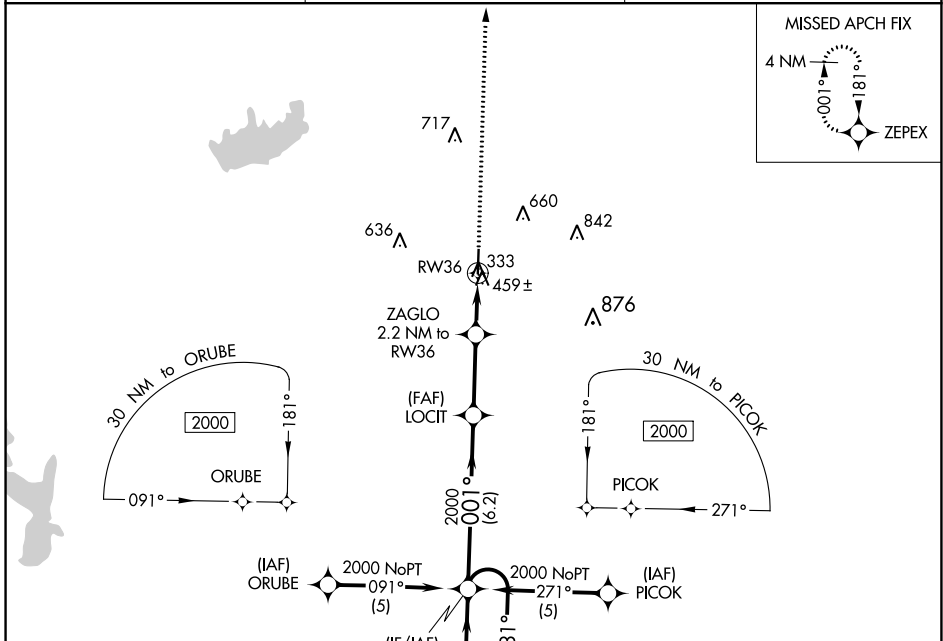 MISSED APCH FIX
4 NM
001°
181°
ZEPEX
717
660
842
636
RW36
333
459±
ZAGLO
2.2 NM to
RW36
876
30 NM to ORUBE
2000
181°
ORUBE
091°
(FAF)
LOCIT
30 NM to PICOK
2000
181°
PICOK
271°
2000
001°
(6.2)
(IAF)
ORUBE
2000 NoPT
091°
(5)
2000 NoPT
271°
(5)
(IAF)
PICOK
(IF/IAF)